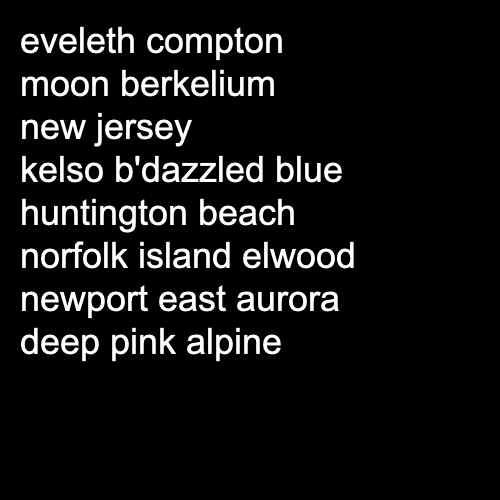 eveleth compton
moon berkelium
new jersey
kelso b'dazzled blue
huntington beach
norfolk island elwood
newport east aurora
deep pink alpine